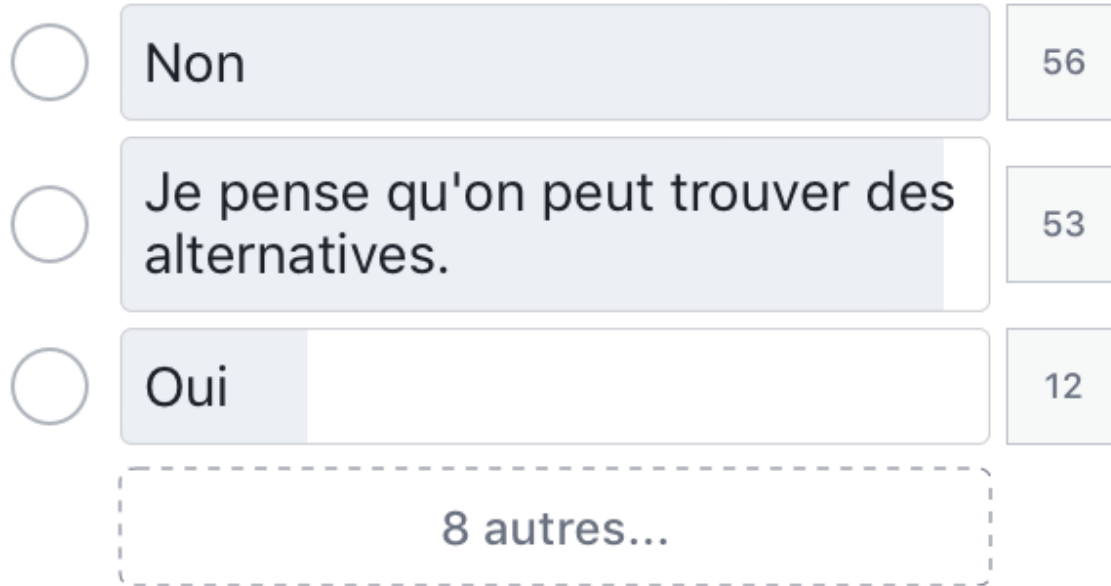 Non
56
Je pense qu'on peut trouver des
alternatives.
53
Oui
12
8 autres...